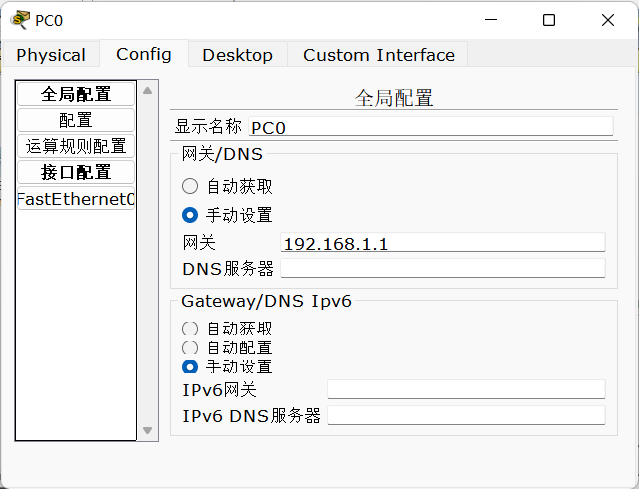 PC0
Physical Config Desktop Custom Interface
全局配置
配置
运算规则配置
接口配置
FastEthernet0
全局配置
显示名称 PC0
网关/DNS
自动获取
手动设置
网关 192.168.1.1
DNS服务器
Gateway/DNS Ipv6
自动获取
自动配置
手动设置
IPv6网关
IPv6 DNS服务器